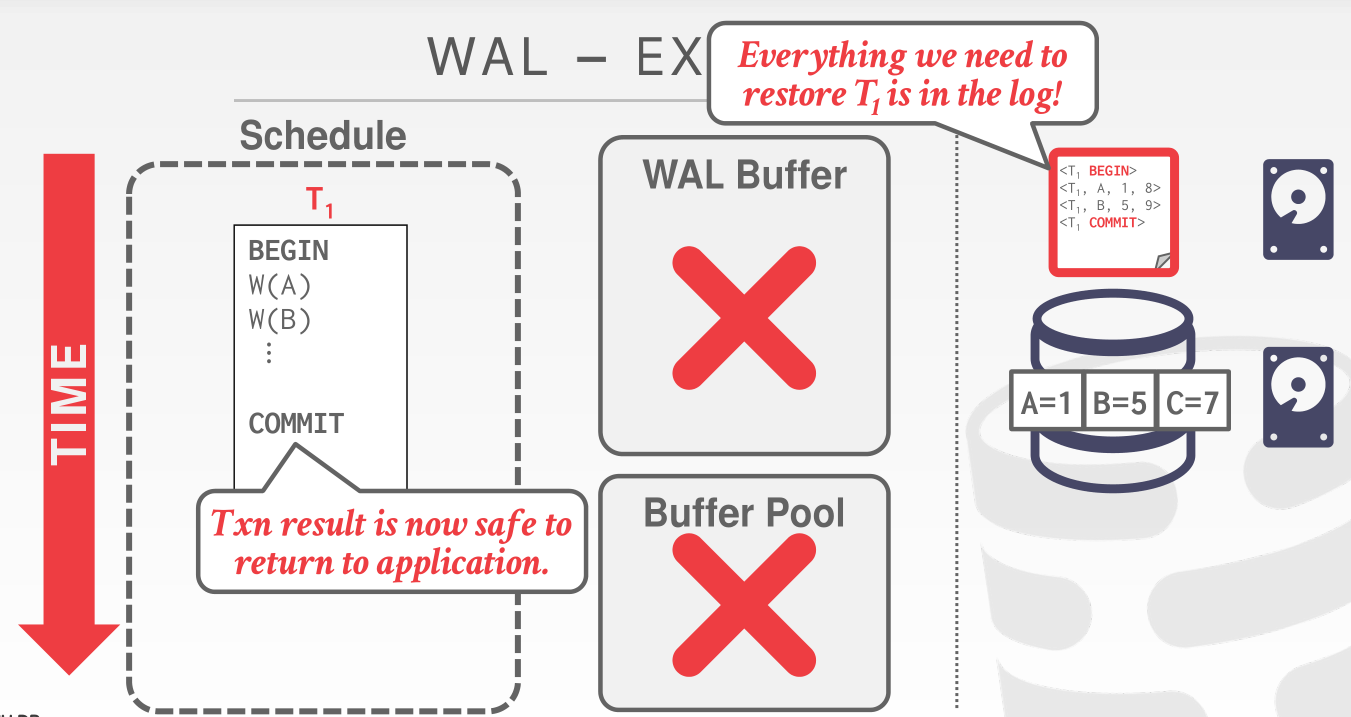 WAL – EX
Everything we need to
restore T1 is in the log!
Schedule
TIME
T1
BEGIN
W(A)
W(B)
⋮
COMMIT
Txn result is now safe to
return to application.
WAL Buffer
Buffer Pool
<T1 BEGIN>
<T1, A, 1, 8>
<T1, B, 5, 9>
<T1 COMMIT>
A=1 B=5 C=7